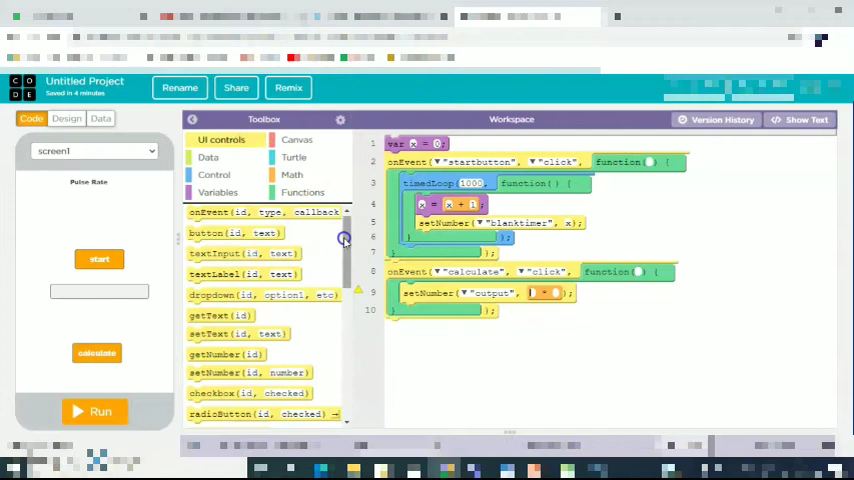 C O
D E
Untitled Project
Saved in 4 minutes
Rename
Share
Remix
Code
Design
Data
Toolbox
Workspace
Version History
</> Show Text
screen1
Pulse Rate
start
calculate
Run
UI controls
Canvas
Data
Turtle
Control
Math
Variables
Functions
onEvent(id, type, callback
button(id, text)
textInput(id, text)
textLabel(id, text)
dropdown(id, option1, etc)
getText(id)
setText(id, text)
getNumber(id)
setNumber(id, number)
checkbox(id, checked)
radioButton(id, checked)
1 var x = 0;
2 onEvent(▼"startbutton", ▼"click", function( ) {
3 timedLoop(1000, function() {
4 x = x + 1;
5 setNumber(▼"blanktimer", x);
6 } );
7 } );
8 onEvent(▼"calculate", ▼"click", function( ) {
9 setNumber(▼"output", * );
10 } );